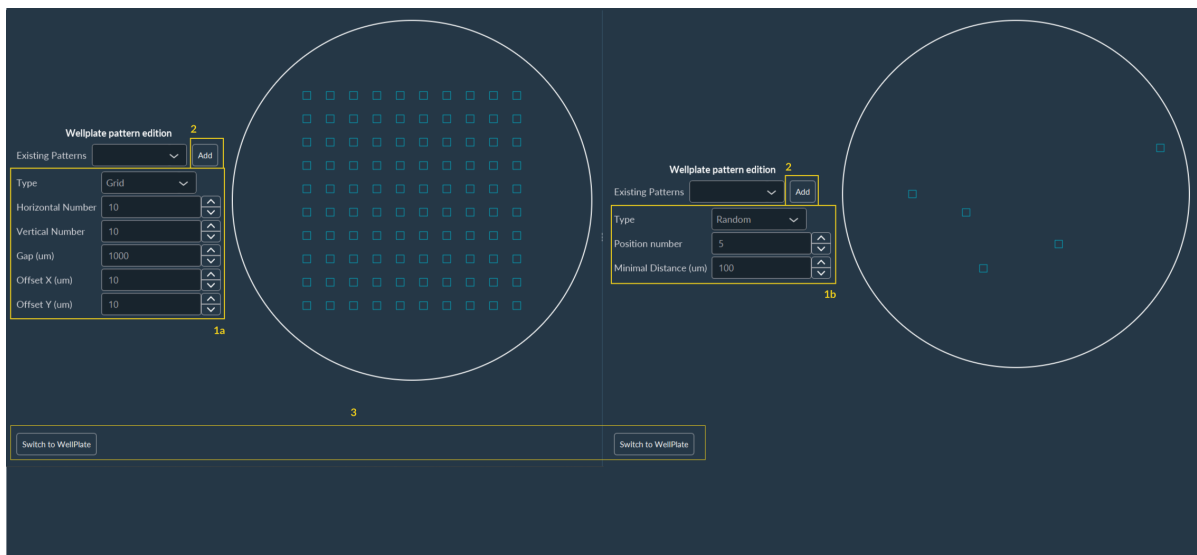 Wellplate pattern edition
2
Existing Patterns
Add
Type
Grid
Horizontal Number
10
Vertical Number
10
Gap (um)
1000
Offset X (um)
10
Offset Y (um)
10
1a
3
Switch to WellPlate
Wellplate pattern edition
2
Existing Patterns
Add
Type
Random
Position number
5
Minimal Distance (um)
100
1b
Switch to WellPlate